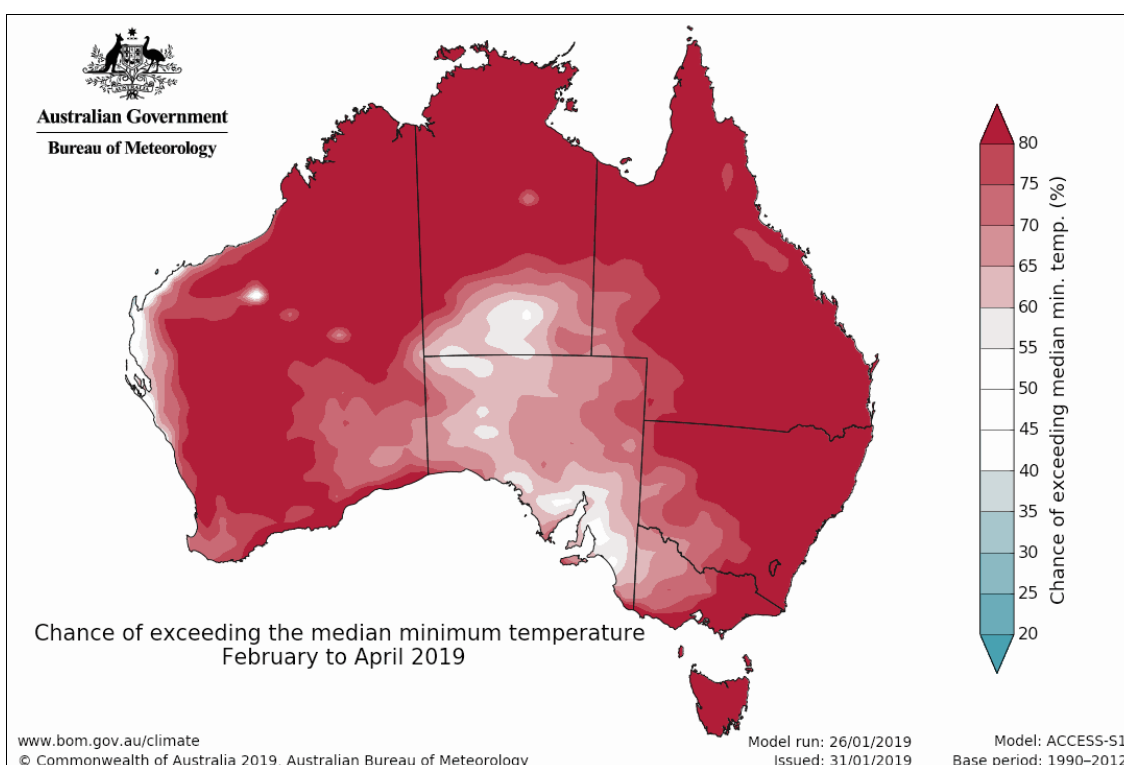 Australian Government
Bureau of Meteorology
80
75
70
65
60
55
50
45
40
35
30
25
20
Chance of exceeding median min. temp. (%)
Chance of exceeding the median minimum temperature
February to April 2019
www.bom.gov.au/climate
© Commonwealth of Australia 2019, Australian Bureau of Meteorology
Model run: 26/01/2019
Issued: 31/01/2019
Model: ACCESS-S1
Base period: 1990–2012